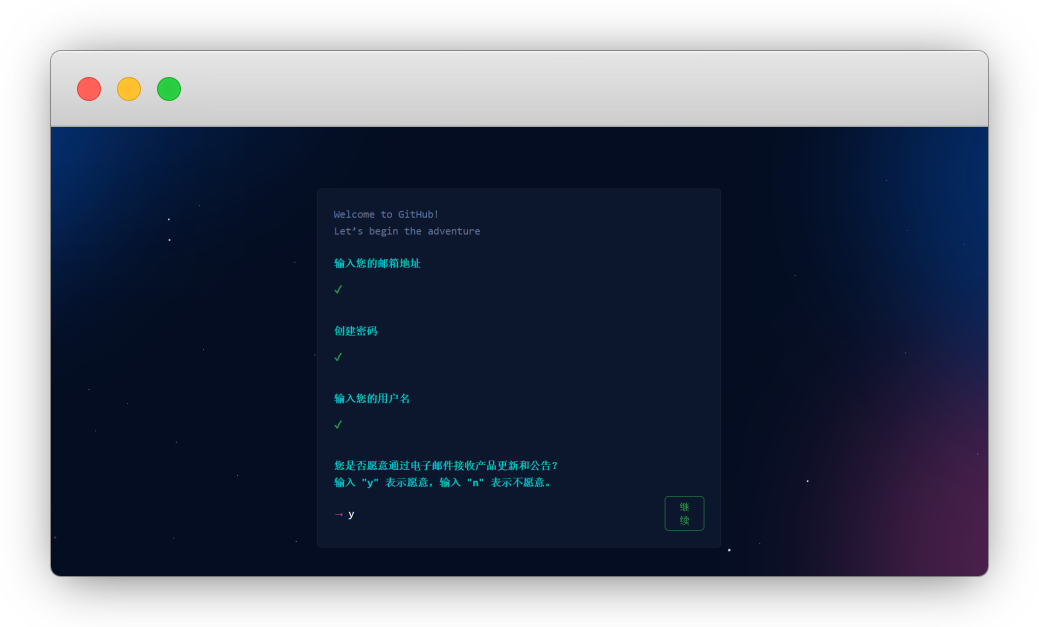 Welcome to GitHub!
Let's begin the adventure
输入您的邮箱地址
✓
创建密码
✓
输入您的用户名
✓
您是否愿意通过电子邮件接收产品更新和公告?
输入 "y" 表示愿意，输入 "n" 表示不愿意。
→ y
继
续